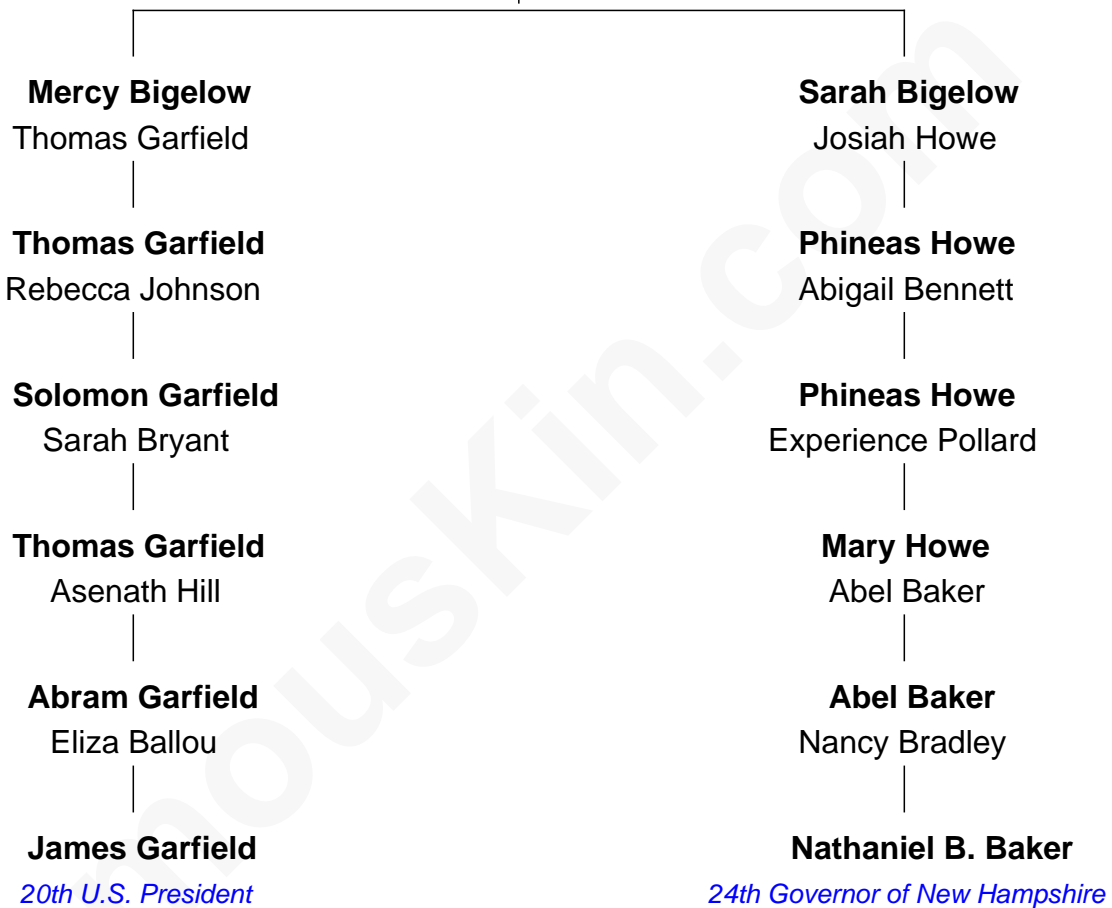 Mercy Bigelow
Thomas Garfield
Sarah Bigelow
Josiah Howe
Thomas Garfield
Rebecca Johnson
Phineas Howe
Abigail Bennett
Solomon Garfield
Sarah Bryant
Phineas Howe
Experience Pollard
Thomas Garfield
Asenath Hill
Mary Howe
Abel Baker
Abram Garfield
Eliza Ballou
Abel Baker
Nancy Bradley
James Garfield
20th U.S. President
Nathaniel B. Baker
24th Governor of New Hampshire
mousKin.com